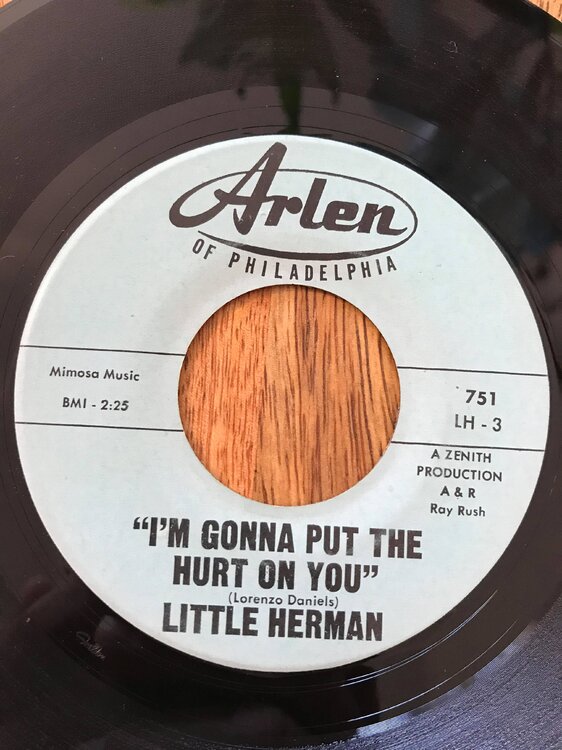 Arlen
OF PHILADELPHIA
Mimosa Music
BMI - 2:25
751
LH - 3
A ZENITH
PRODUCTION
A & R
Ray Rush
"I'M GONNA PUT THE
HURT ON YOU"
(Lorenzo Daniels)
LITTLE HERMAN